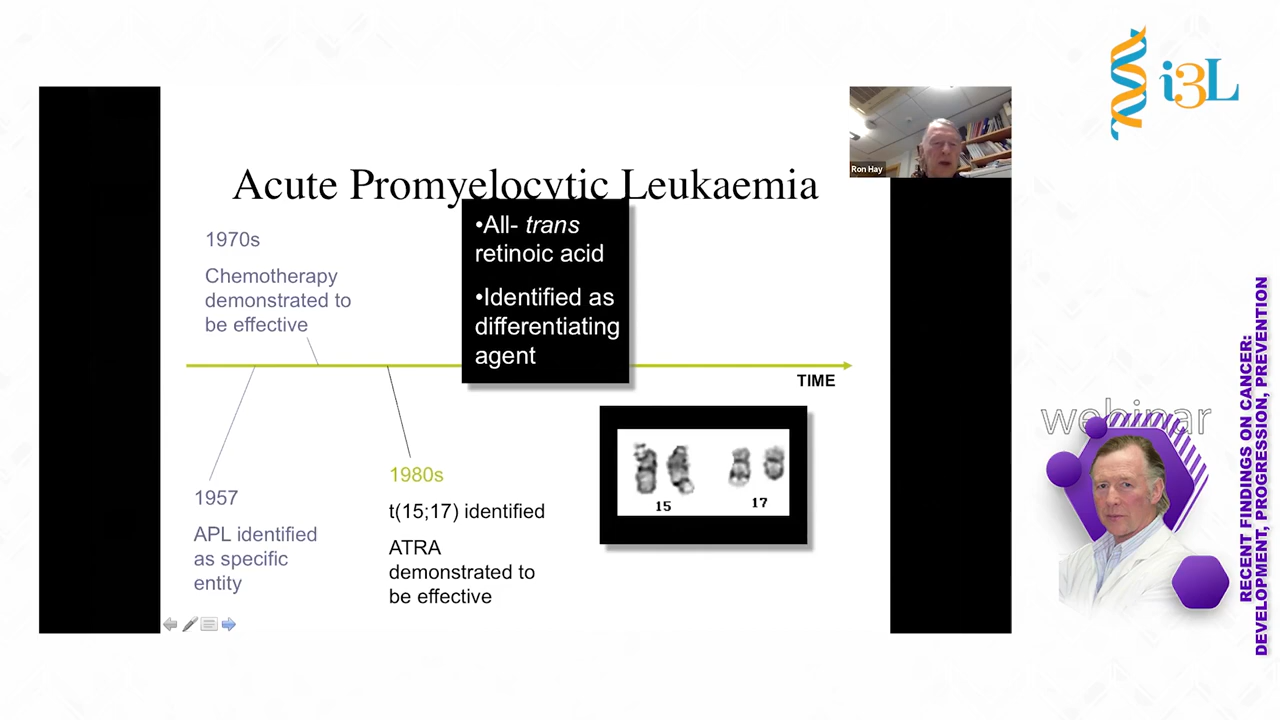 i3L
Ron Hay
Acute Promyelocytic Leukaemia
1970s
Chemotherapy
demonstrated to
be effective
•All- trans
retinoic acid
•Identified as
differentiating
agent
TIME
1957
APL identified
as specific
entity
1980s
t(15;17) identified
ATRA
demonstrated to
be effective
15
17
webinar
RECENT FINDINGS ON CANCER:
DEVELOPMENT, PROGRESSION, PREVENTION